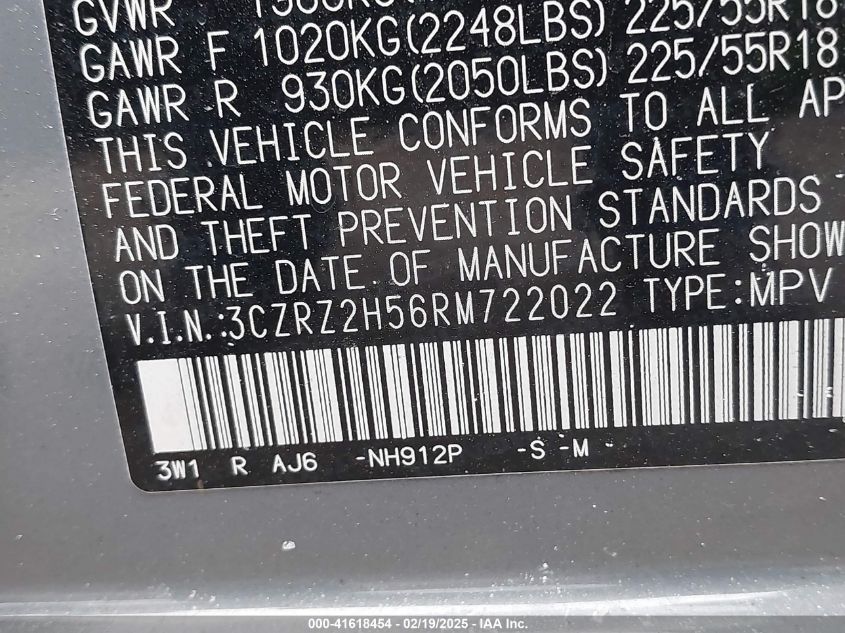 GVWR
GAWR F 1020KG(2248LBS) 225/55R18
GAWR R 930KG(2050LBS) 225/55R18
THIS VEHICLE CONFORMS TO ALL AP
FEDERAL MOTOR VEHICLE SAFETY
AND THEFT PREVENTION STANDARDS
ON THE DATE OF MANUFACTURE SHOW
V.I.N.:3CZRZ2H56RM722022 TYPE:MPV
3W1 R AJ6 -NH912P -S -M-
000-41618454 - 02/19/2025 - IAA Inc.